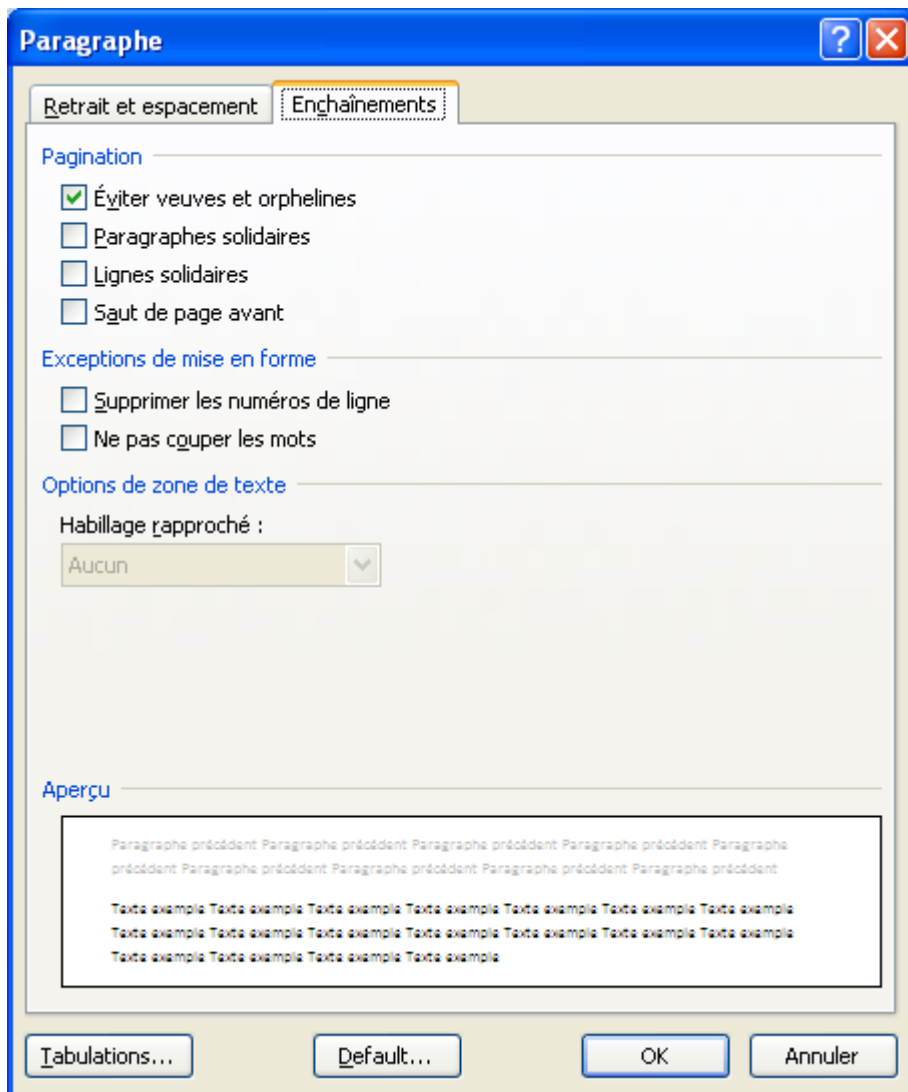 Paragraphe
Retrait et espacement
Enchaînements
Pagination
Éviter veuves et orphelines
Paragraphes solidaires
Lignes solidaires
Saut de page avant
Exceptions de mise en forme
Supprimer les numéros de ligne
Ne pas couper les mots
Options de zone de texte
Habillage rapproché :
Aucun
Aperçu
Paragraphe précédent Paragraphe précédent Paragraphe précédent Paragraphe précédent Paragraphe
précédent Paragraphe précédent Paragraphe précédent Paragraphe précédent Paragraphe précédent
Texte exemple Texte exemple Texte exemple Texte exemple Texte exemple Texte exemple Texte exemple
Texte exemple Texte exemple Texte exemple Texte exemple Texte exemple Texte exemple Texte exemple
Texte exemple Texte exemple Texte exemple Texte exemple
Tabulations...
Default...
OK
Annuler